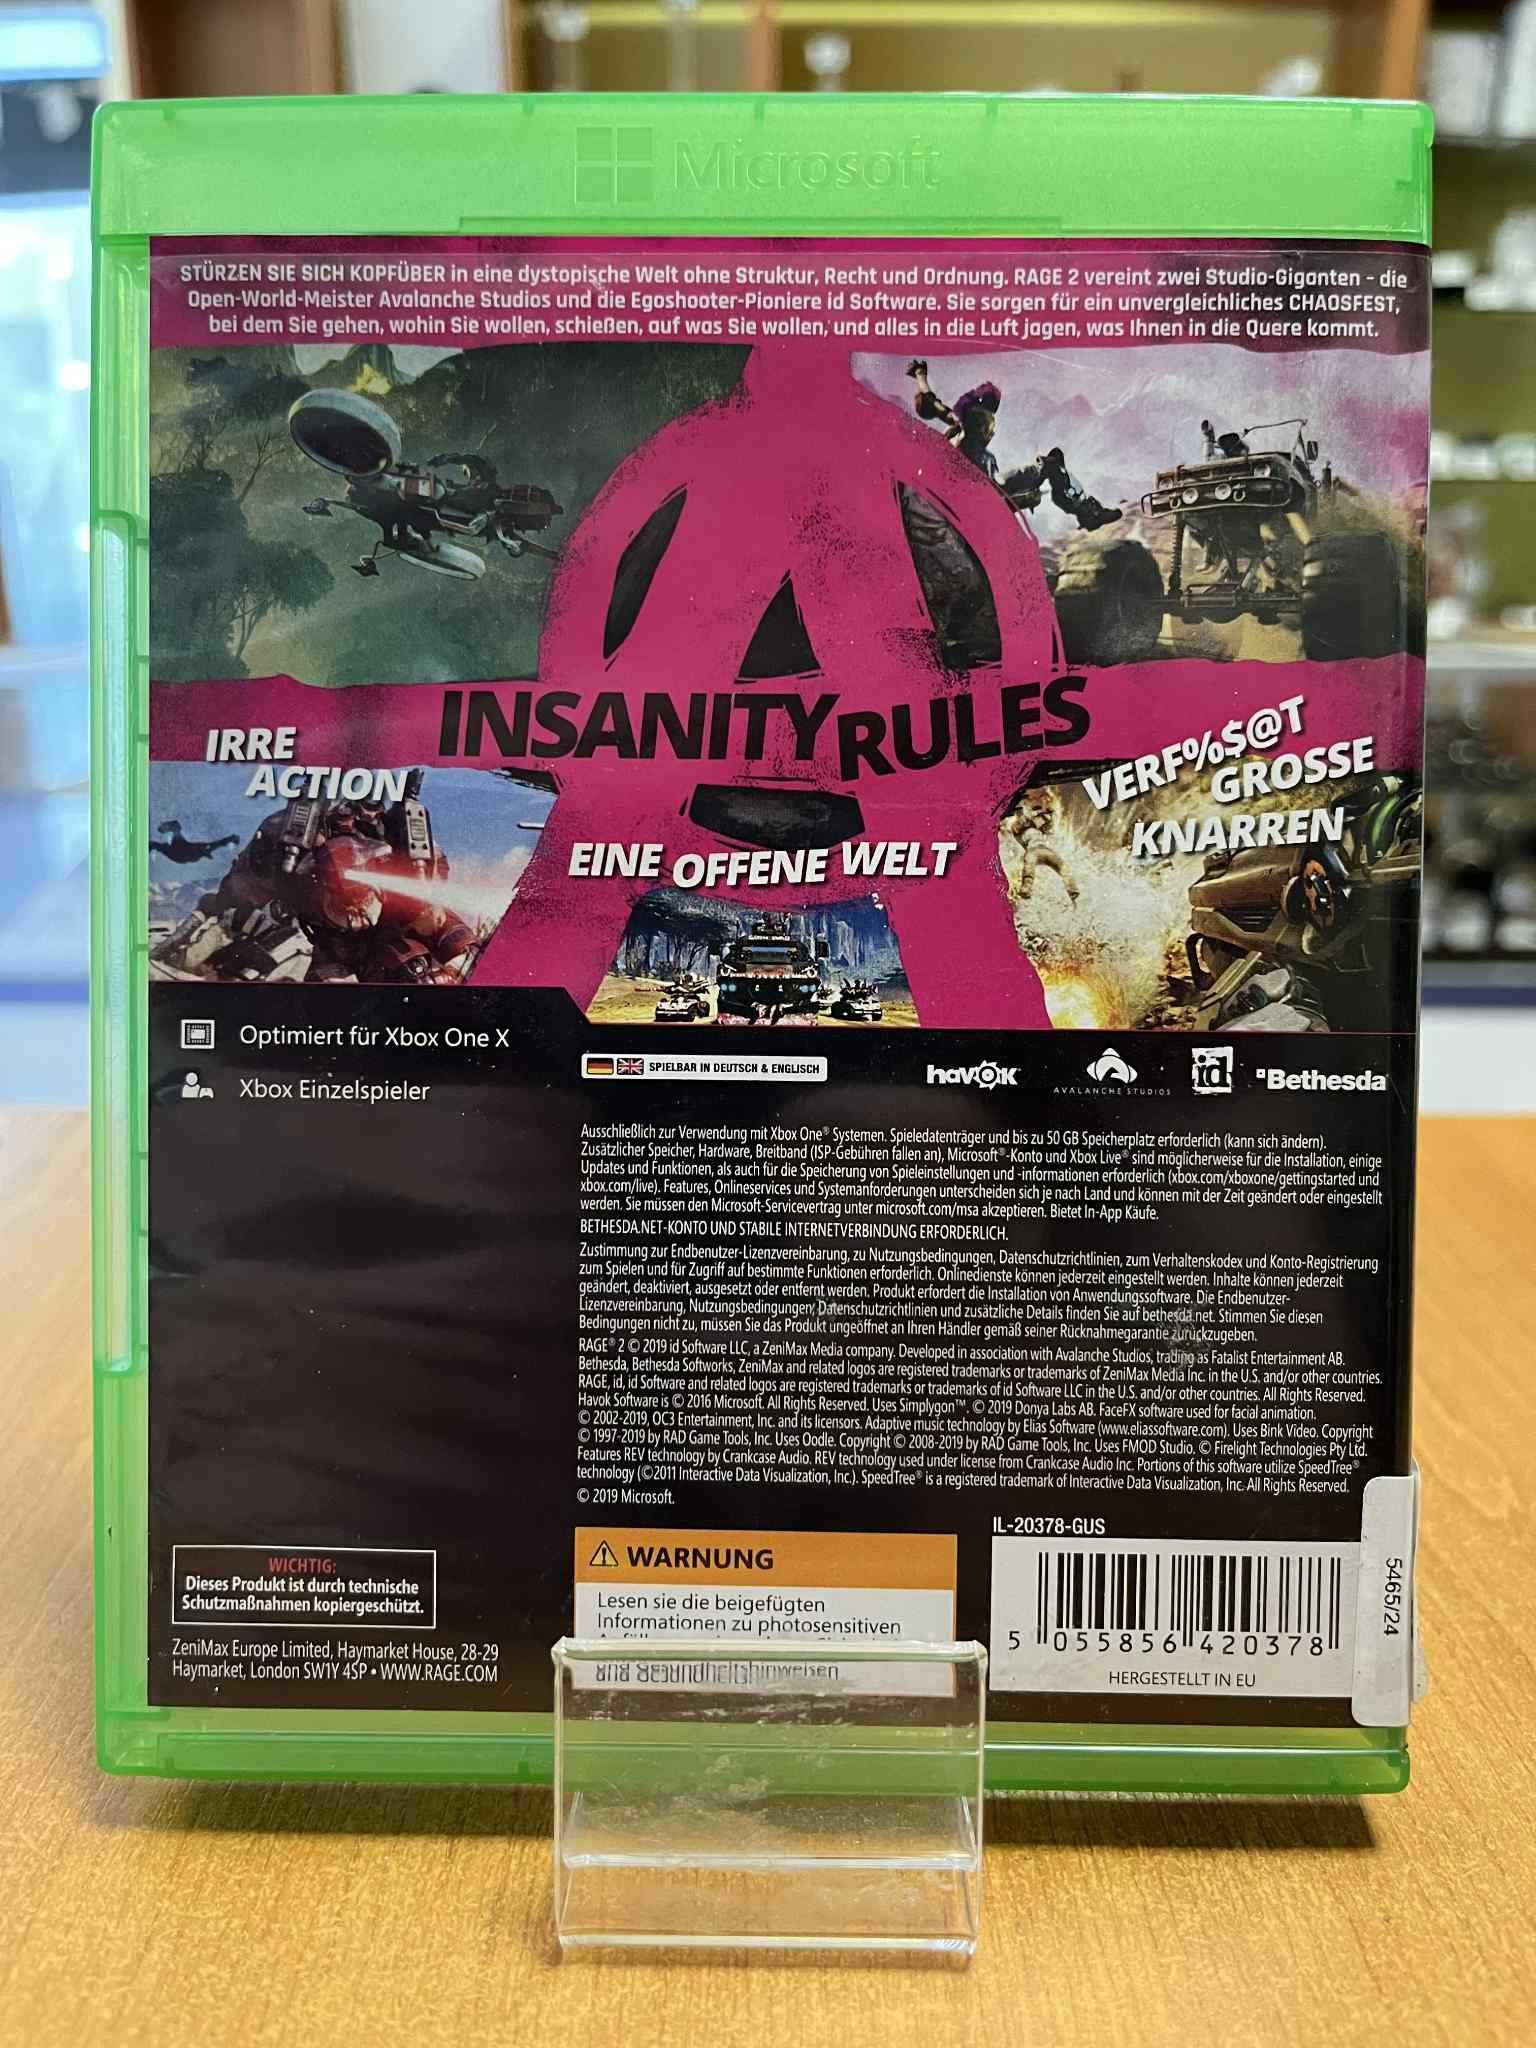 Microsoft
STÜRZEN SIE SICH KOPFÜBER in eine dystopische Welt ohne Struktur, Recht und Ordnung. RAGE 2 vereint zwei Studio-Giganten – die
Open-World-Meister Avalanche Studios und die Egoshooter-Pioniere id Software. Sie sorgen für ein unvergleichliches CHAOSFEST,
bei dem Sie gehen, wohin Sie wollen, schießen, auf was Sie wollen, und alles in die Luft jagen, was Ihnen in die Quere kommt.
INSANITY RULES
IRRE
ACTION
EINE OFFENE WELT
VERF%$@T
GROSSE
KNARREN
Optimiert für Xbox One X
Xbox Einzelspieler
SPIELBAR IN DEUTSCH & ENGLISCH
havok
AVALANCHE STUDIOS
id
Bethesda
Ausschließlich zur Verwendung mit Xbox One® Systemen. Spieledatenträger und bis zu 50 GB Speicherplatz erforderlich (kann sich ändern).
Zusätzlicher Speicher, Hardware, Breitband (ISP-Gebühren fallen an), Microsoft®-Konto und Xbox Live® sind möglicherweise für die Installation, einige
Updates und Funktionen, als auch für die Speicherung von Spieleinstellungen und -informationen erforderlich (xbox.com/xboxone/gettingstarted und
xbox.com/live). Features, Onlineservices und Systemanforderungen unterscheiden sich je nach Land und können mit der Zeit geändert oder eingestellt
werden. Sie müssen den Microsoft-Servicevertrag unter microsoft.com/msa akzeptieren. Bietet In-App Käufe.
BETHESDA.NET-KONTO UND STABILE INTERNETVERBINDUNG ERFORDERLICH.
Zustimmung zur Endbenutzer-Lizenzvereinbarung, zu Nutzungsbedingungen, Datenschutzrichtlinien, zum Verhaltenskodex und Konto-Registrierung
zum Spielen und für Zugriff auf bestimmte Funktionen erforderlich. Onlinedienste können jederzeit eingestellt werden. Inhalte können jederzeit
geändert, deaktiviert, ausgesetzt oder entfernt werden. Produkt erfordert die Installation von Anwendungssoftware. Die Endbenutzer-
Lizenzvereinbarung, Nutzungsbedingungen, Datenschutzrichtlinien und zusätzliche Details finden Sie auf bethesda.net. Stimmen Sie diesen
Bedingungen nicht zu, müssen Sie das Produkt ungeöffnet an Ihren Händler gemäß seiner Rücknahmegarantie zurückzugeben.
RAGE® 2 © 2019 id Software LLC, a ZeniMax Media company. Developed in association with Avalanche Studios, trading as Fatalist Entertainment AB.
Bethesda, Bethesda Softworks, ZeniMax and related logos are registered trademarks or trademarks of ZeniMax Media Inc. in the U.S. and/or other countries.
RAGE, id, id Software and related logos are registered trademarks or trademarks of id Software LLC in the U.S. and/or other countries. All Rights Reserved.
Havok Software is © 2016 Microsoft. All Rights Reserved. Uses Simplygon™. © 2019 Donya Labs AB. FaceFX software used for facial animation.
© 2002-2019, OC3 Entertainment, Inc. and its licensors. Adaptive music technology by Elias Software (www.eliassoftware.com). Uses Bink Video. Copyright
© 1997-2019 by RAD Game Tools, Inc. Uses Oodle. Copyright © 2008-2019 by RAD Game Tools, Inc. Uses FMOD Studio. © Firelight Technologies Pty Ltd.
Features REV technology by Crankcase Audio. REV technology used under license from Crankcase Audio Inc. Portions of this software utilize SpeedTree®
technology (©2011 Interactive Data Visualization, Inc.). SpeedTree® is a registered trademark of Interactive Data Visualization, Inc. All Rights Reserved.
© 2019 Microsoft.
WICHTIG:
Dieses Produkt ist durch technische
Schutzmaßnahmen kopiergeschützt.
ZeniMax Europe Limited, Haymarket House, 28-29
Haymarket, London SW1Y 4SP • WWW.RAGE.COM
WARNUNG
Lesen sie die beigefügten
Informationen zu photosensitiven
und Gesundheitshinweisen
IL-20378-GUS
5 055856 420378
HERGESTELLT IN EU
5465/24